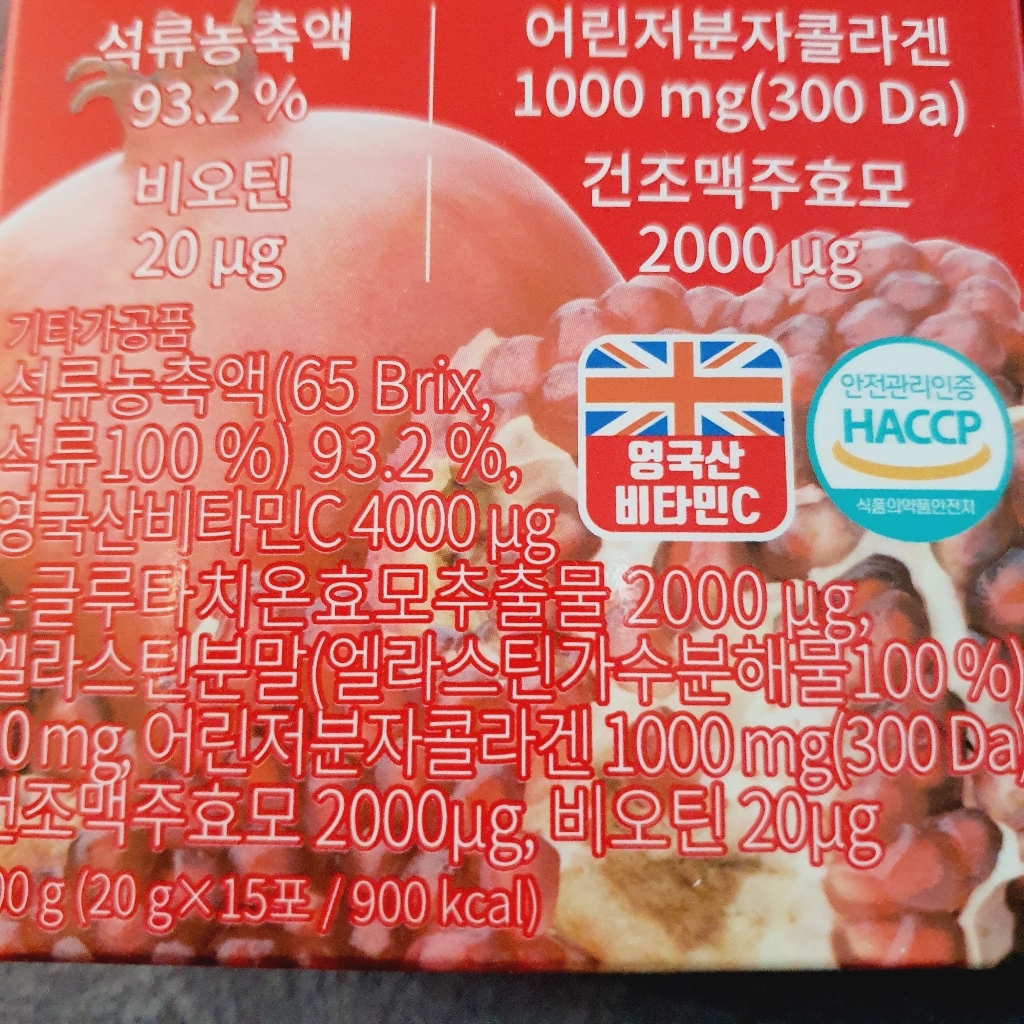 석류농축액
93.2 %
비오틴
20 µg
어린저분자콜라겐
1000 mg(300 Da)
건조맥주효모
2000 µg
기타가공품
석류농축액(65 Brix,
석류100 %) 93.2 %,
영국산비타민C 4000 µg
L-글루타치온효모추출물 2000 µg,
엘라스틴분말(엘라스틴가수분해물100 %)
0 mg, 어린저분자콜라겐 1000 mg(300 Da)
건조맥주효모 2000µg, 비오틴 20µg
00 g (20 g×15포 / 900 kcal)
영국산
비타민C
안전관리인증
HACCP
식품의약품안전처